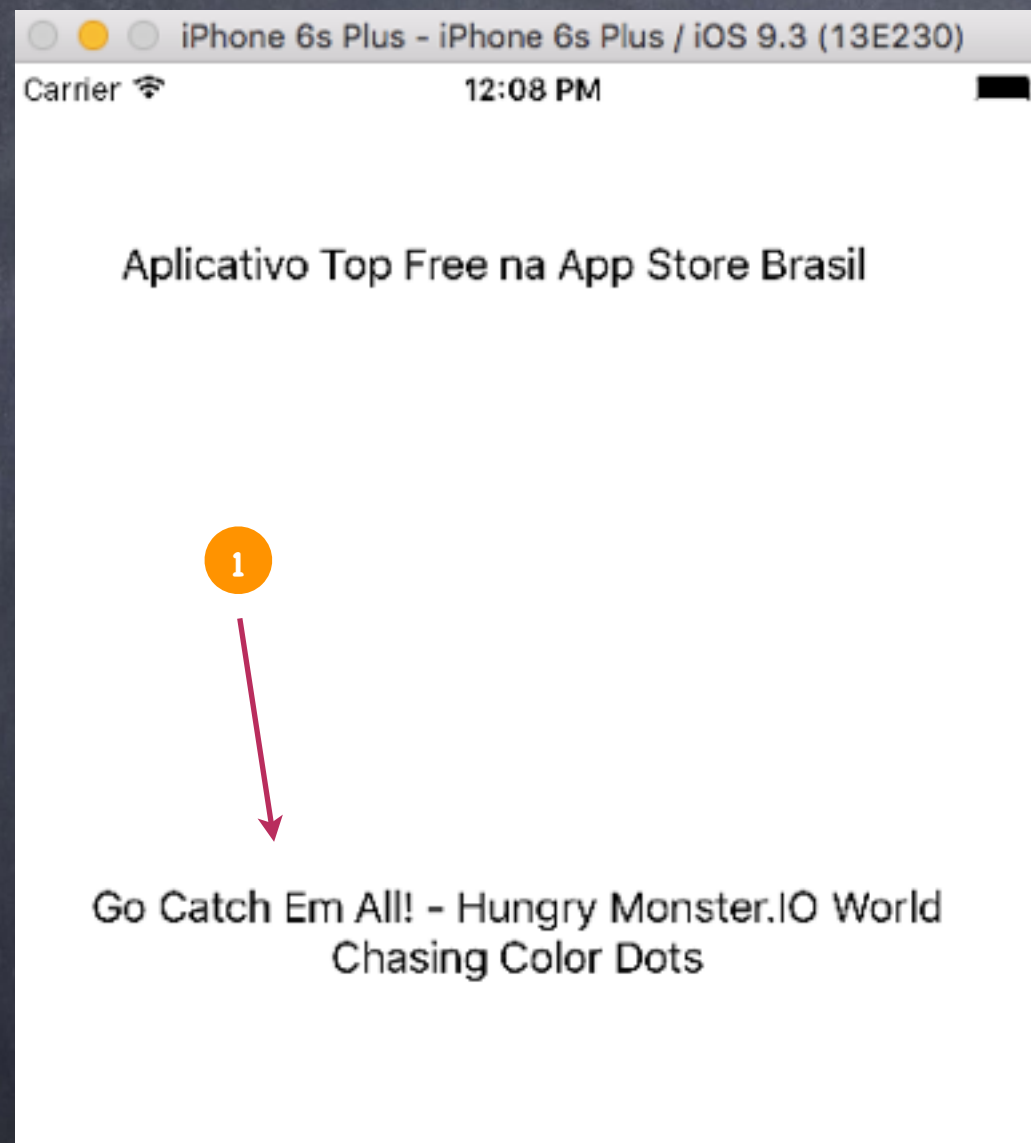 iPhone 6s Plus - iPhone 6s Plus / iOS 9.3 (13E230)
Carrier 12:08 PM
Aplicativo Top Free na App Store Brasil
1
Go Catch Em All! - Hungry Monster.IO World
Chasing Color Dots